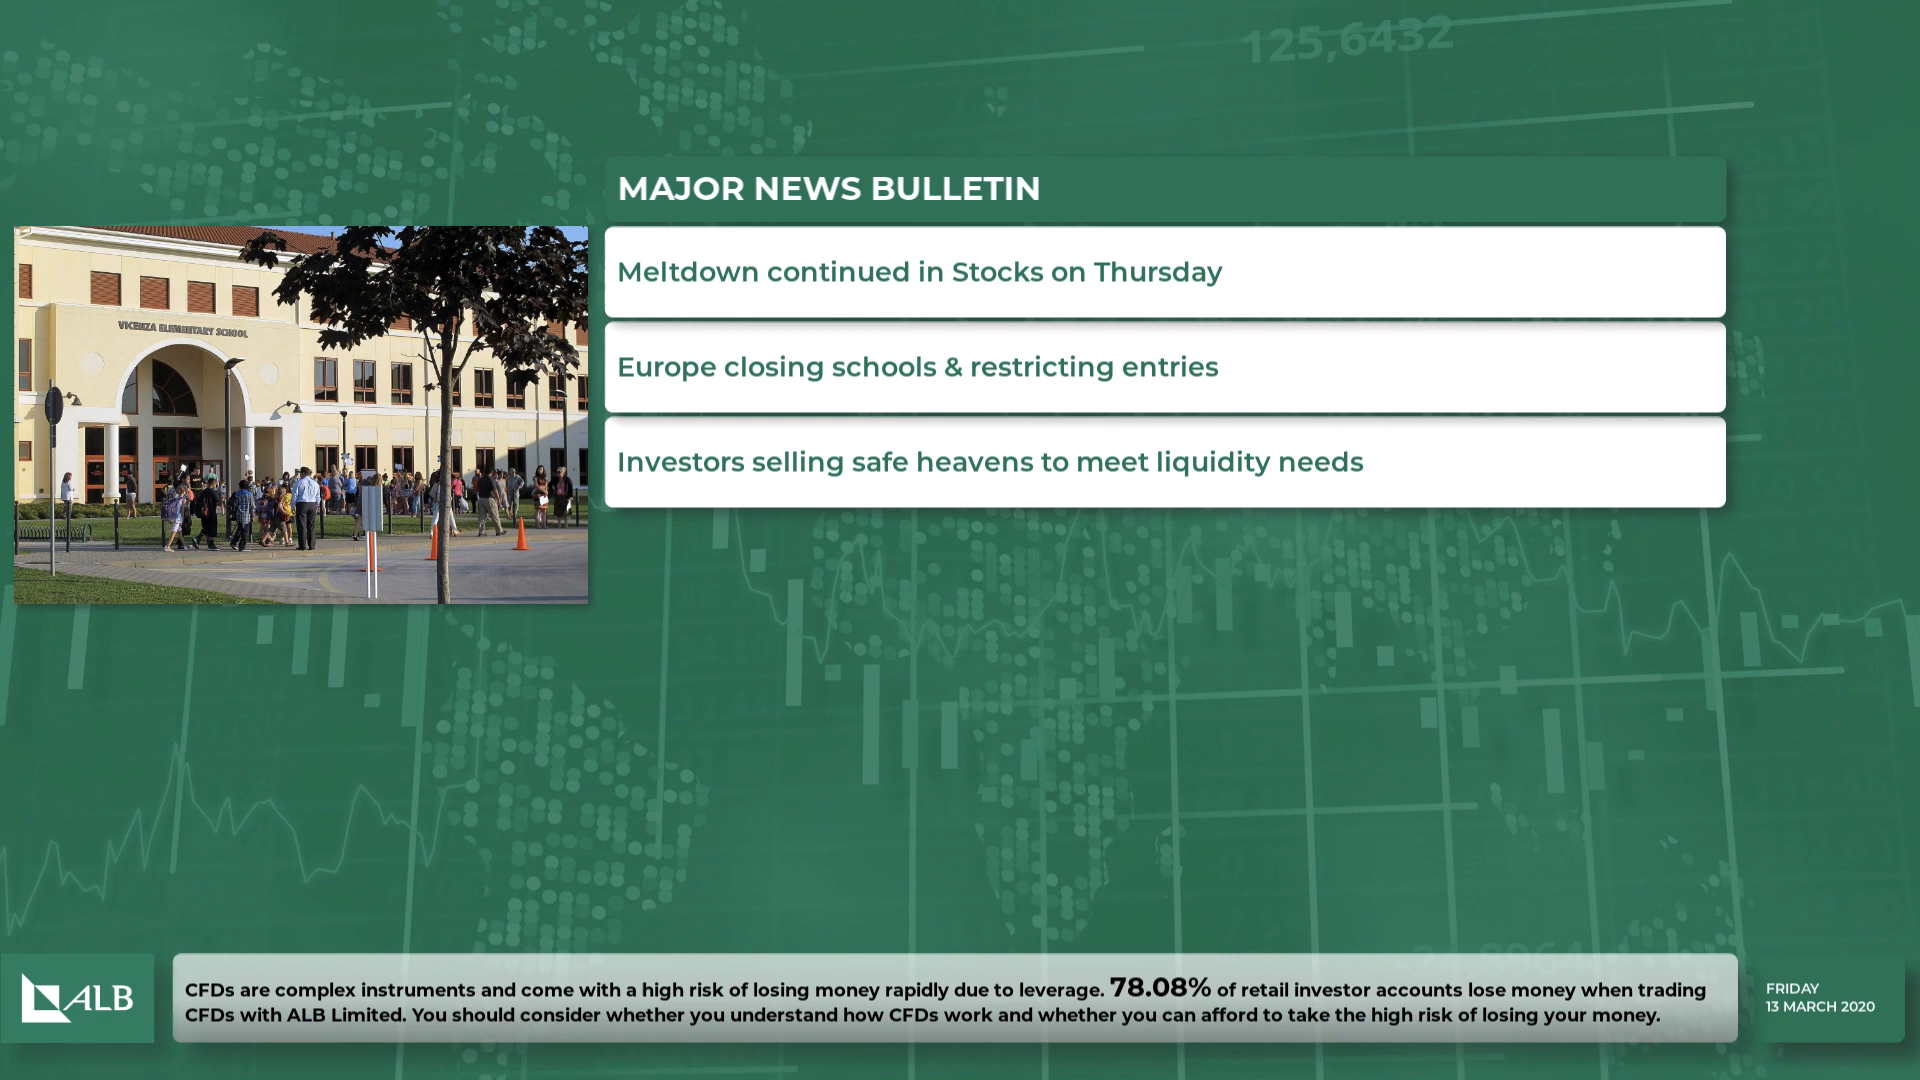 125,6432
MAJOR NEWS BULLETIN
VICENZA ELEMENTARY SCHOOL
Meltdown continued in Stocks on Thursday
Europe closing schools & restricting entries
Investors selling safe heavens to meet liquidity needs
ALB
CFDs are complex instruments and come with a high risk of losing money rapidly due to leverage. 78.08% of retail investor accounts lose money when trading
CFDs with ALB Limited. You should consider whether you understand how CFDs work and whether you can afford to take the high risk of losing your money.
FRIDAY
13 MARCH 2020